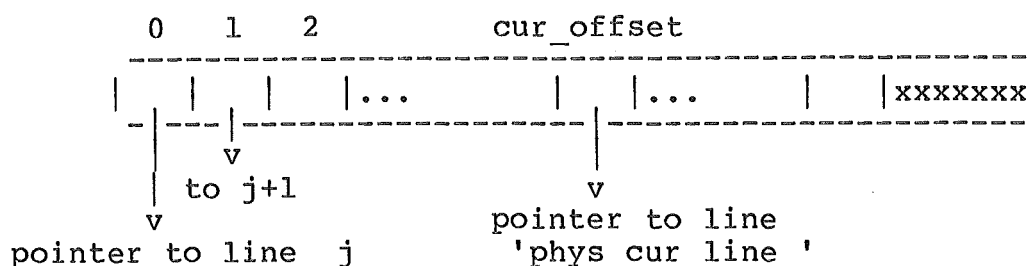 0 1 2 cur_offset
-----------------------------------------------------
| | | |... | |... | |xxxxxxx
-----------------------------------------------------
v
to j+1 v
v pointer to line
pointer to line j 'phys cur line '